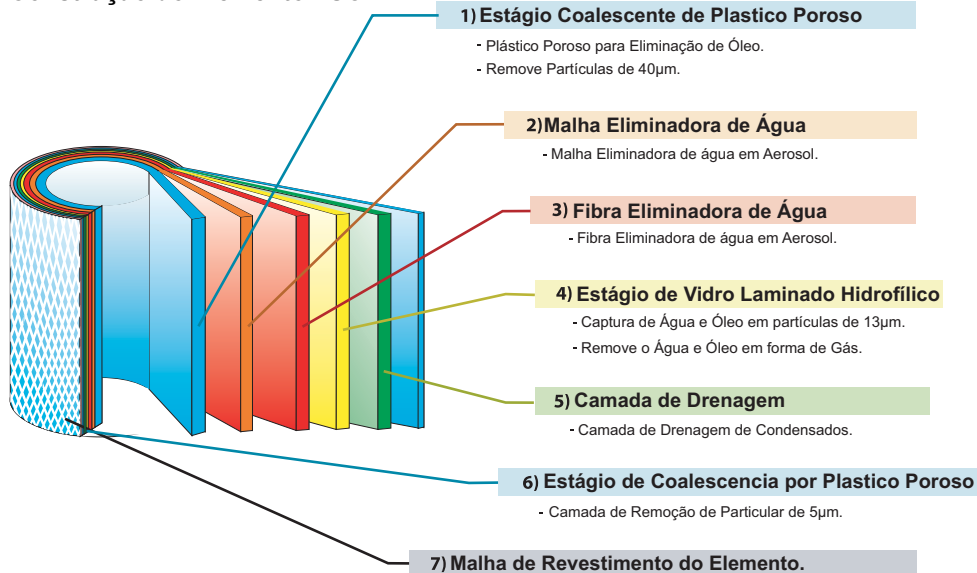 1) Estágio Coalescente de Plastico Poroso
- Plástico Poroso para Eliminação de Óleo.
- Remove Partículas de 40µm.
2) Malha Eliminadora de Água
- Malha Eliminadora de água em Aerosol.
3) Fibra Eliminadora de Água
- Fibra Eliminadora de água em Aerosol.
4) Estágio de Vidro Laminado Hidrofílico
- Captura de Água e Óleo em partículas de 13µm.
- Remove o Água e Óleo em forma de Gás.
5) Camada de Drenagem
- Camada de Drenagem de Condensados.
6) Estágio de Coalescencia por Plastico Poroso
- Camada de Remoção de Particular de 5µm.
7) Malha de Revestimento do Elemento.